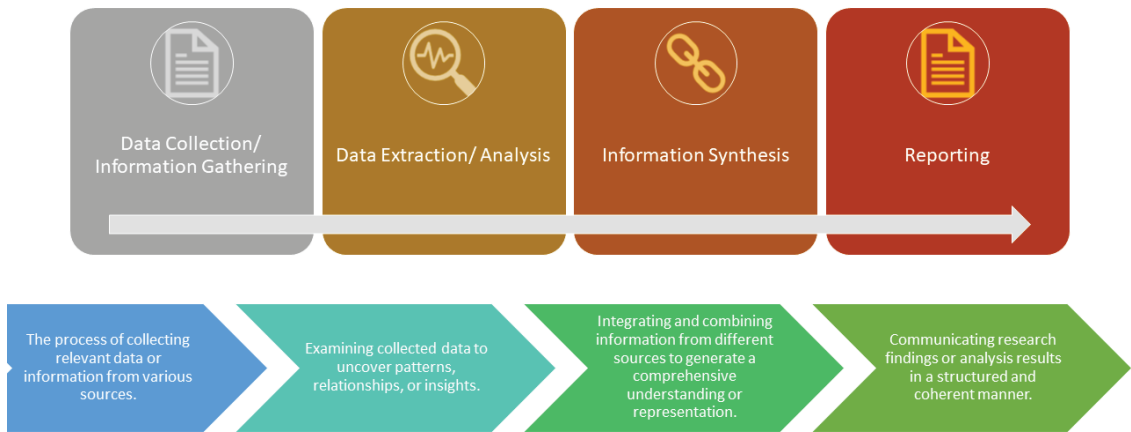 Data Collection/
Information Gathering
Data Extraction/ Analysis
Information Synthesis
Reporting
The process of collecting
relevant data or
information from various
sources.
Examining collected data to
uncover patterns,
relationships, or insights.
Integrating and combining
information from different
sources to generate a
comprehensive
understanding or
representation.
Communicating research
findings or analysis results
in a structured and
coherent manner.